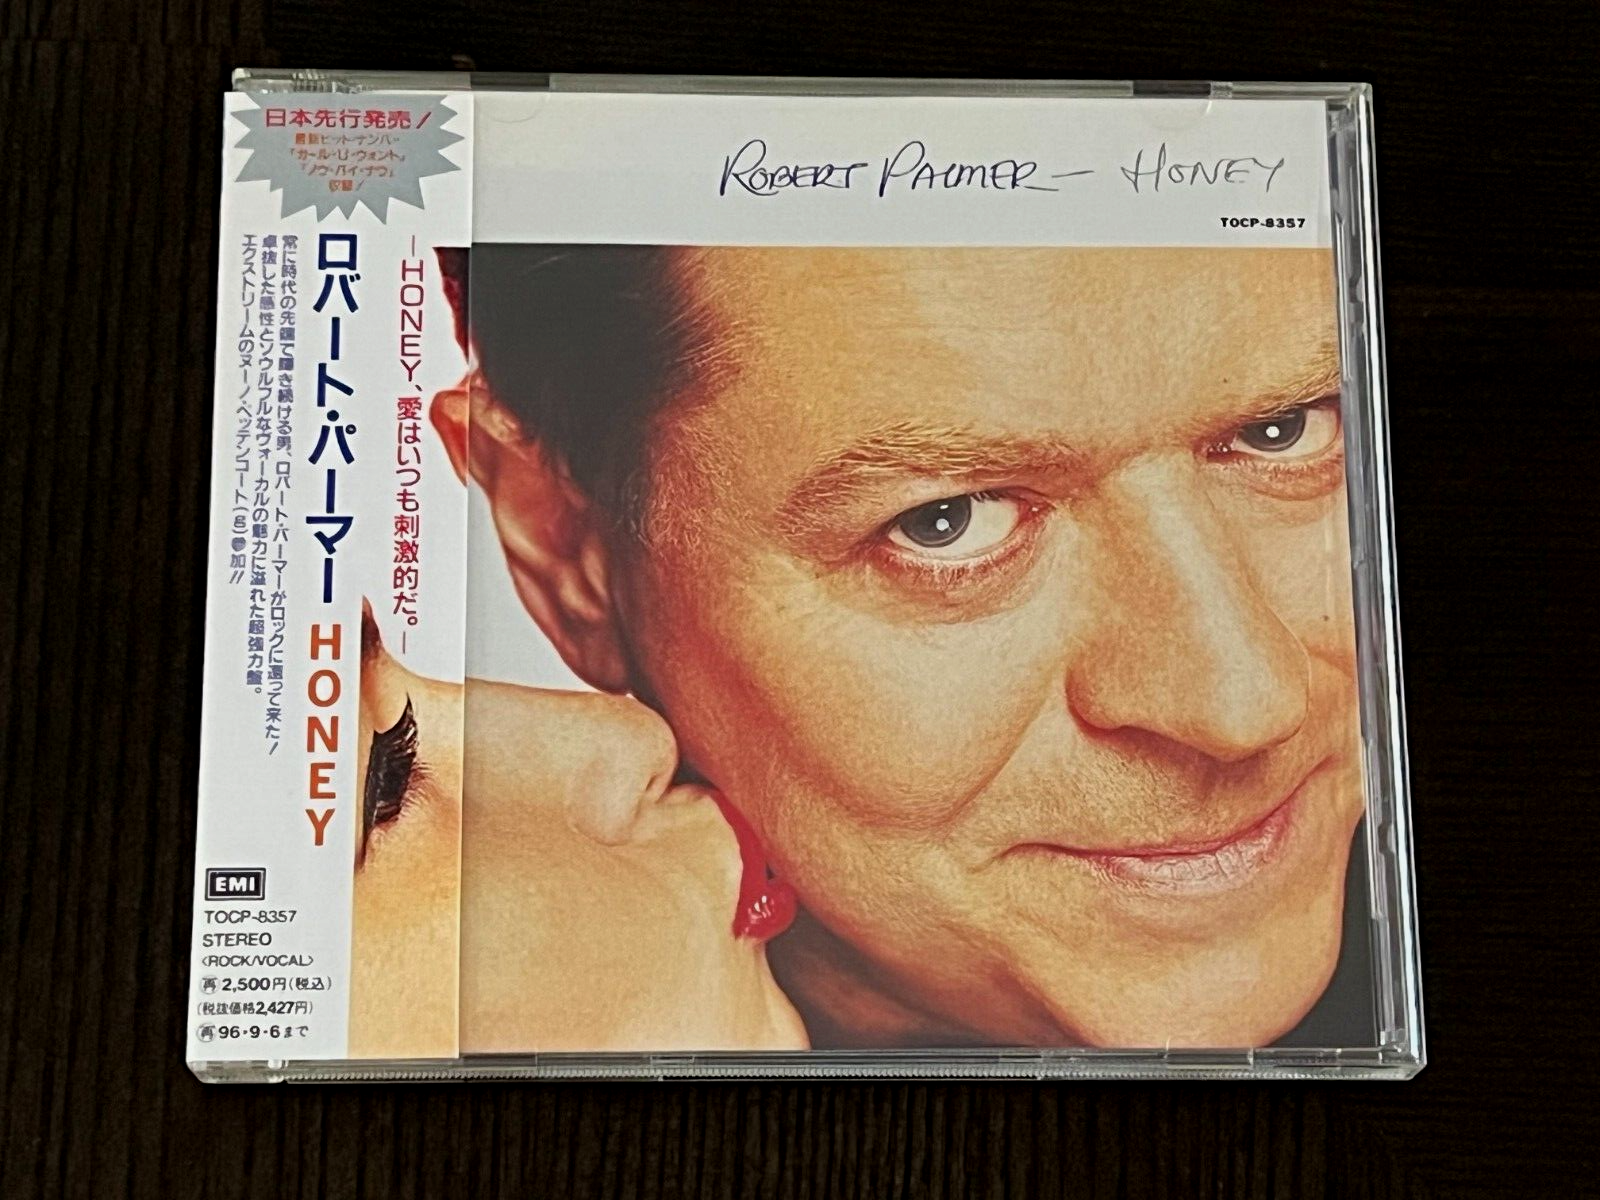 日本先行発売!
最新ヒット・ナンバー
「ガール・U・ウォント」
「ノウ・バイ・ナウ」
収録!
ROBERT PALMER — HONEY
TOCP-8357
—HONEY、愛はいつも刺激的だ。—
ロバート・パーマー HONEY
常に時代の先端で輝き続ける男、ロバート・パーマーがロックに還って来た!
卓抜した感性とソウルフルなヴォーカルの魅力に溢れた超強力盤。
エクストリームのヌーノ・ベッテンコート(g)参加!!
EMI
TOCP-8357
STEREO
<ROCK/VOCAL>
再 2,500円(税込)
(税抜価格2,427円)
再 96・9・6まで